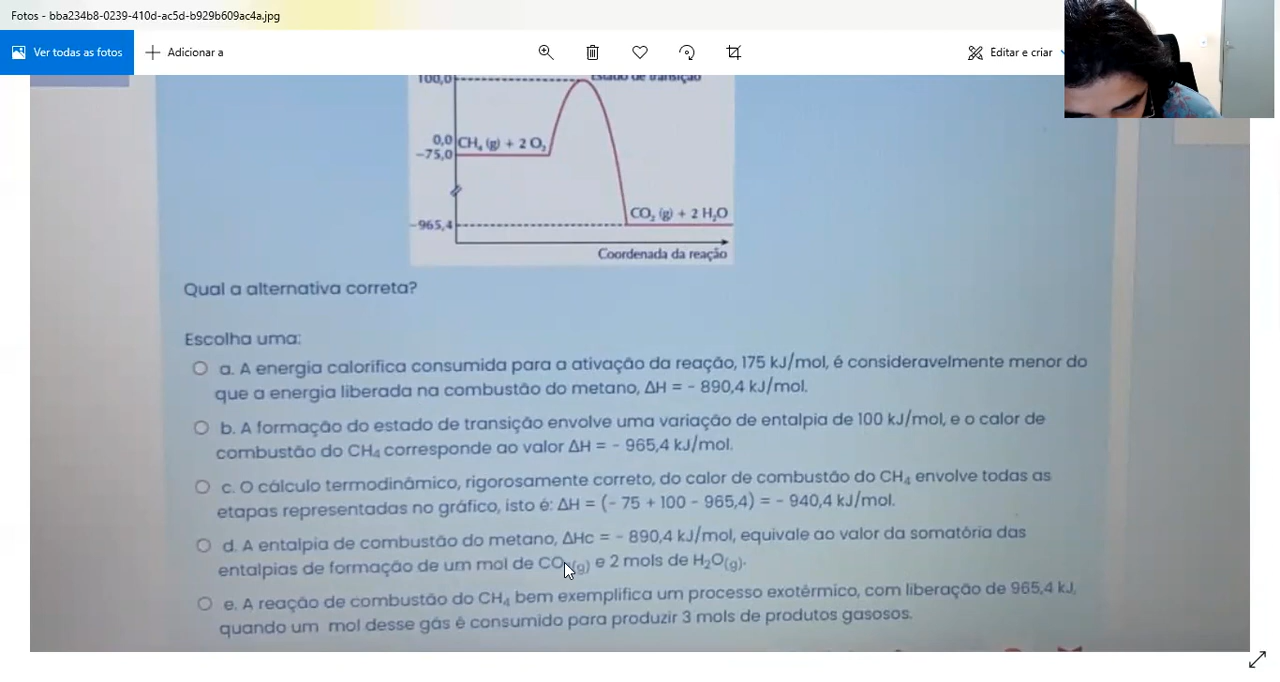 Fotos - bba234b8-0239-410d-ac5d-b929b609ac4a.jpg
Ver todas as fotos
Adicionar a
Editar e criar
100,0
Estado de transição
0,0
CH₄ (g) + 2 O₂
-75,0
CO₂ (g) + 2 H₂O
-965,4
Coordenada da reação
Qual a alternativa correta?
Escolha uma:
a. A energia calorífica consumida para a ativação da reação, 175 kJ/mol, é consideravelmente menor do
que a energia liberada na combustão do metano, ΔH = - 890,4 kJ/mol.
b. A formação do estado de transição envolve uma variação de entalpia de 100 kJ/mol, e o calor de
combustão do CH₄ corresponde ao valor ΔH = - 965,4 kJ/mol.
c. O cálculo termodinâmico, rigorosamente correto, do calor de combustão do CH₄ envolve todas as
etapas representadas no gráfico, isto é: ΔH = (- 75 + 100 - 965,4) = - 940,4 kJ/mol.
d. A entalpia de combustão do metano, ΔHc = - 890,4 kJ/mol, equivale ao valor da somatória das
entalpias de formação de um mol de CO (g) e 2 mols de H₂O(g).
e. A reação de combustão do CH₄ bem exemplifica um processo exotérmico, com liberação de 965,4 kJ,
quando um mol desse gás é consumido para produzir 3 mols de produtos gasosos.